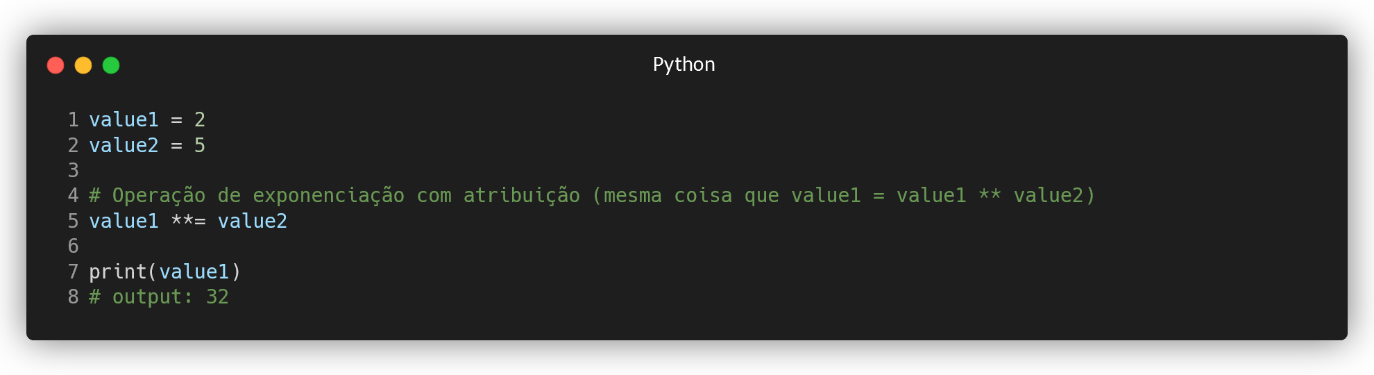 Python
1 value1 = 2
2 value2 = 5
3
4 # Operação de exponenciação com atribuição (mesma coisa que value1 = value1 ** value2)
5 value1 **= value2
6
7 print(value1)
8 # output: 32